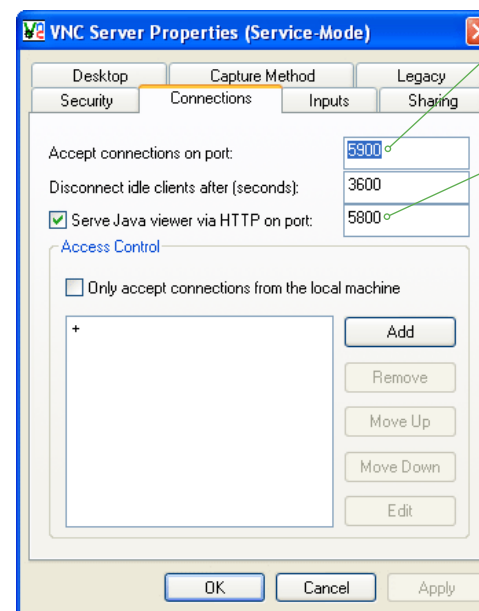 VNC Server Properties (Service-Mode)
Desktop Capture Method Legacy
Security Connections Inputs Sharing
Accept connections on port: 5900
Disconnect idle clients after (seconds): 3600
Serve Java viewer via HTTP on port: 5800
Access Control
Only accept connections from the local machine
+
Add
Remove
Move Up
Move Down
Edit
OK Cancel Apply